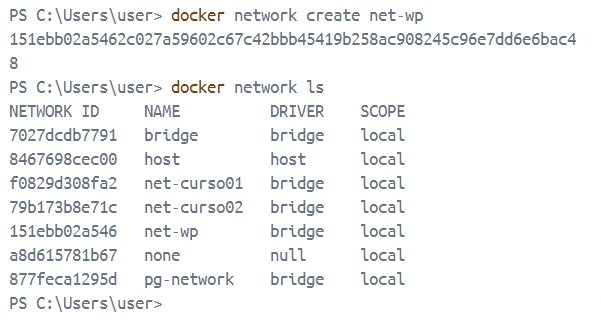 PS C:\Users\user> docker network create net-wp
151ebb02a5462c027a59602c67c42bbb45419b258ac908245c96e7dd6e6bac4
8
PS C:\Users\user> docker network ls
NETWORK ID     NAME          DRIVER    SCOPE
7027dcdb7791   bridge        bridge    local
8467698cec00   host          host      local
f0829d308fa2   net-curso01   bridge    local
79b173b8e71c   net-curso02   bridge    local
151ebb02a546   net-wp        bridge    local
a8d615781b67   none          null      local
877feca1295d   pg-network    bridge    local
PS C:\Users\user>